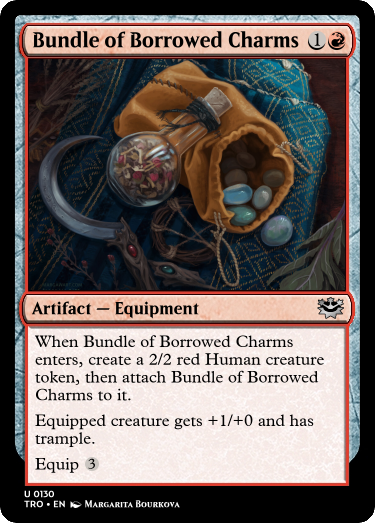 Bundle of Borrowed Charms 1
Artifact — Equipment
When Bundle of Borrowed Charms
enters, create a 2/2 red Human creature
token, then attach Bundle of Borrowed
Charms to it.
Equipped creature gets +1/+0 and has
trample.
Equip 3
U 0130
TRO • EN Margarita Bourkova